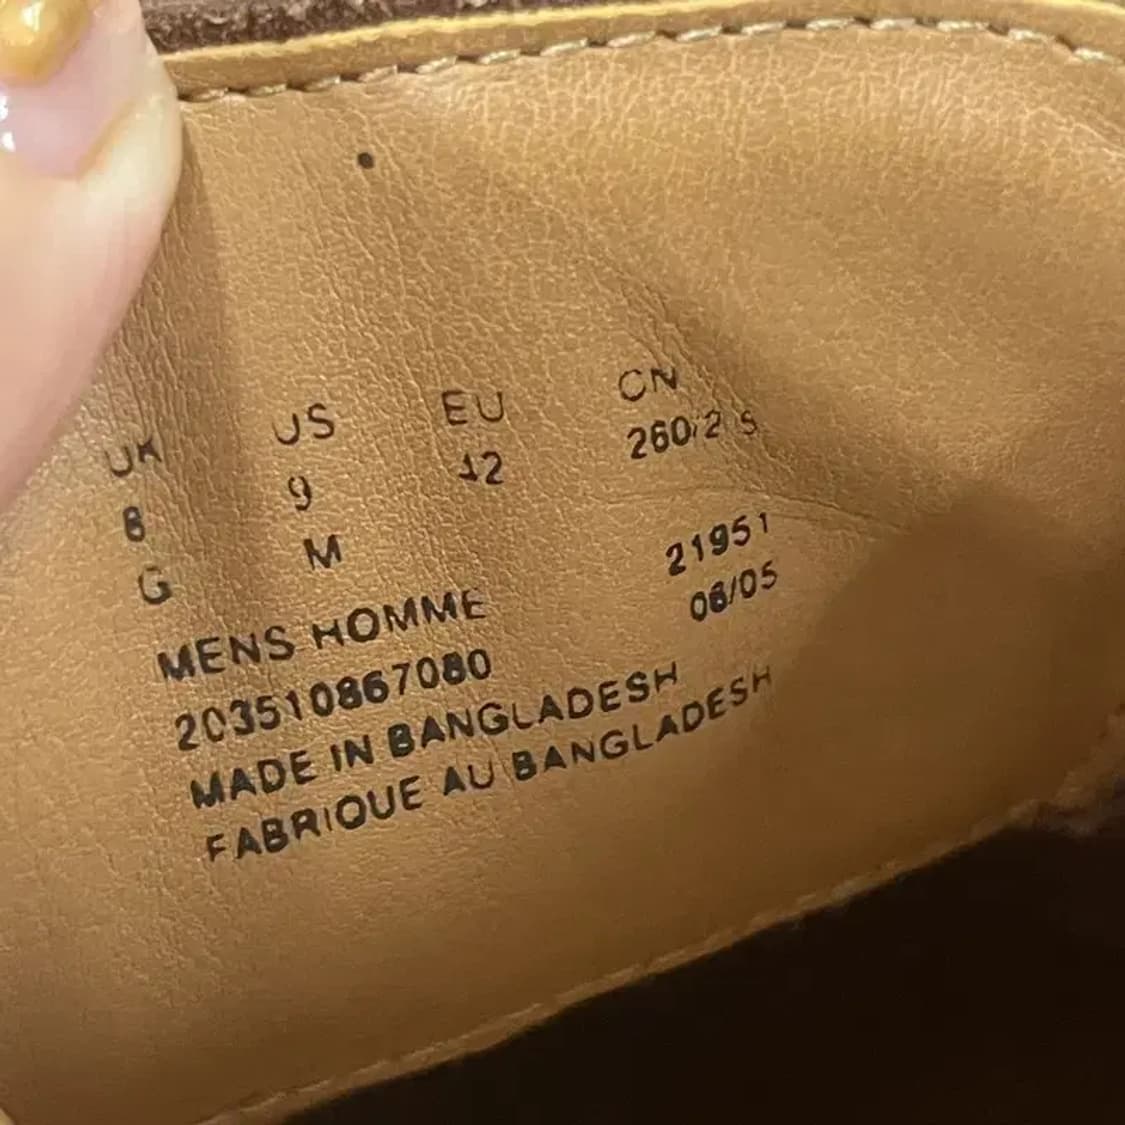 UK US EU CN
8 9 42 260/2.5
G M
21951
MENS HOMME 06/05
203510867080
MADE IN BANGLADESH
FABRIQUE AU BANGLADESH